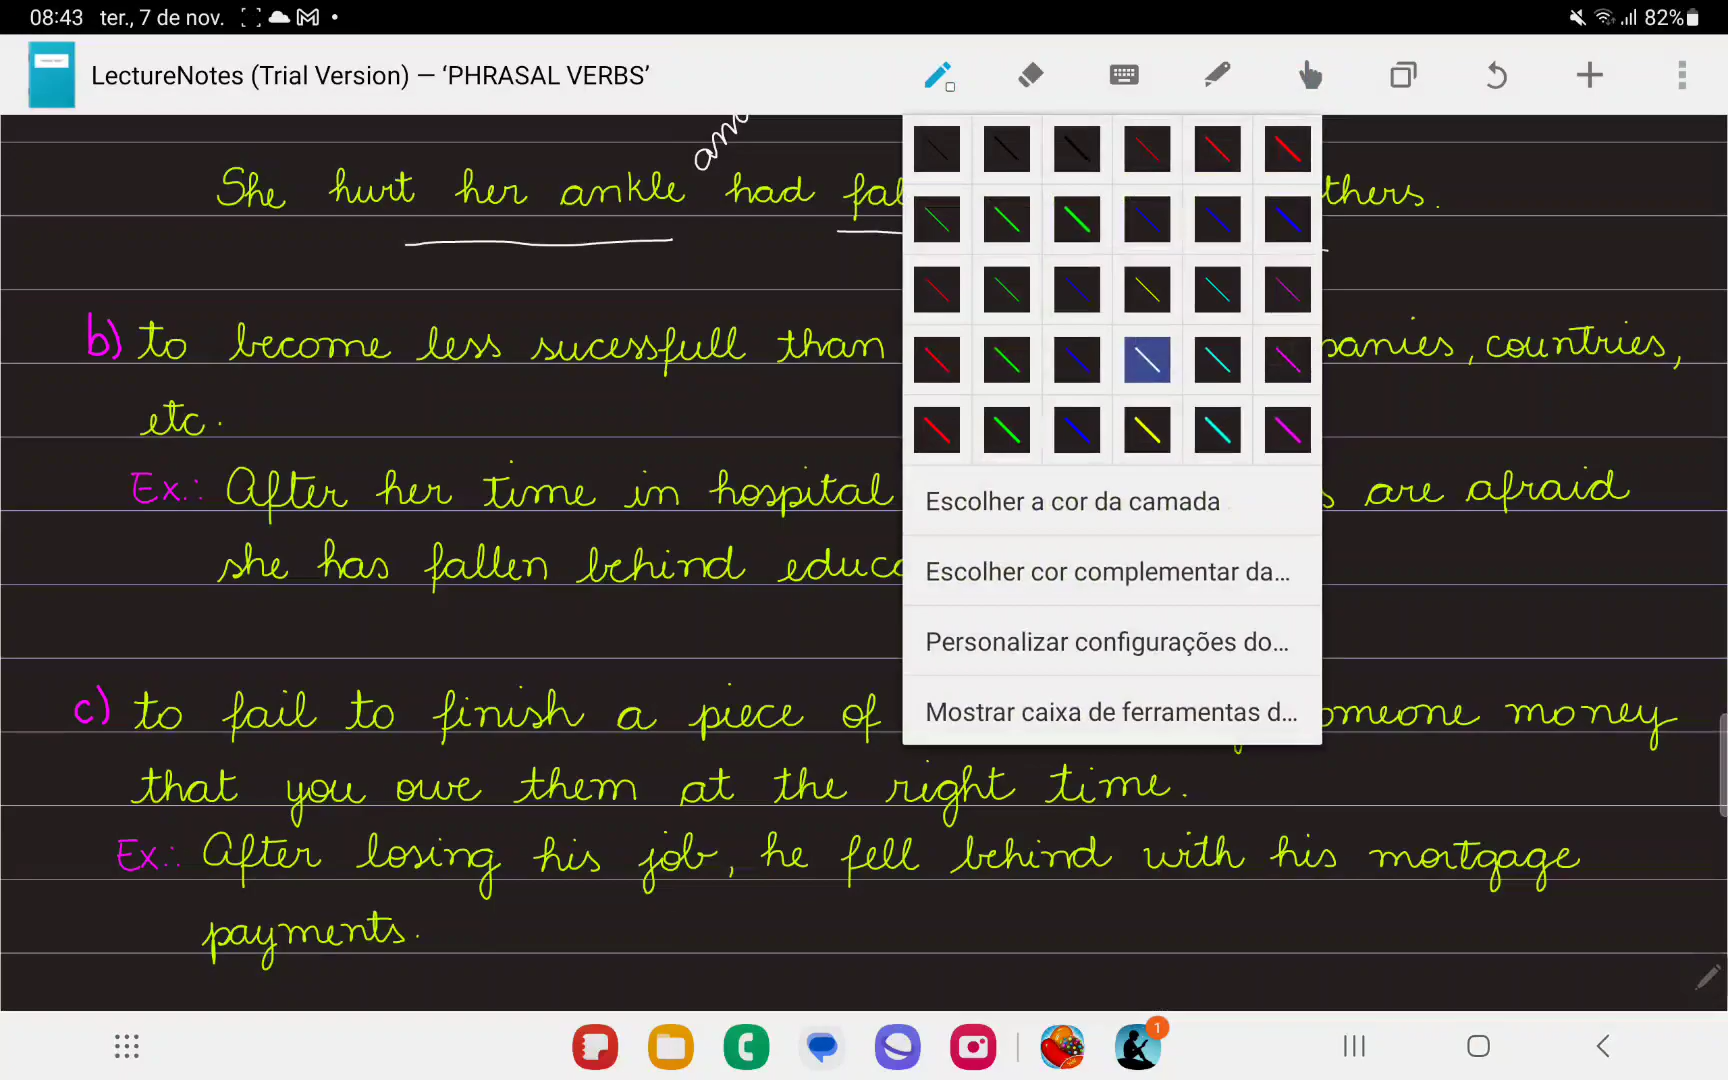 08:43 ter., 7 de nov. 82%
LectureNotes (Trial Version) — ‘PHRASAL VERBS’
She hurt her ankle had thers.
b) to become less sucessfull than panies, countries,
etc.
Ex.: After her time in hospital are afraid
she has fallen behind educ
Escolher a cor da camada
Escolher cor complementar da...
Personalizar configurações do...
Mostrar caixa de ferramentas d...
c) to fail to finish a piece of omeone money
that you owe them at the right time.
Ex.: After losing his job, he fell behind with his mortgage
payments.
1